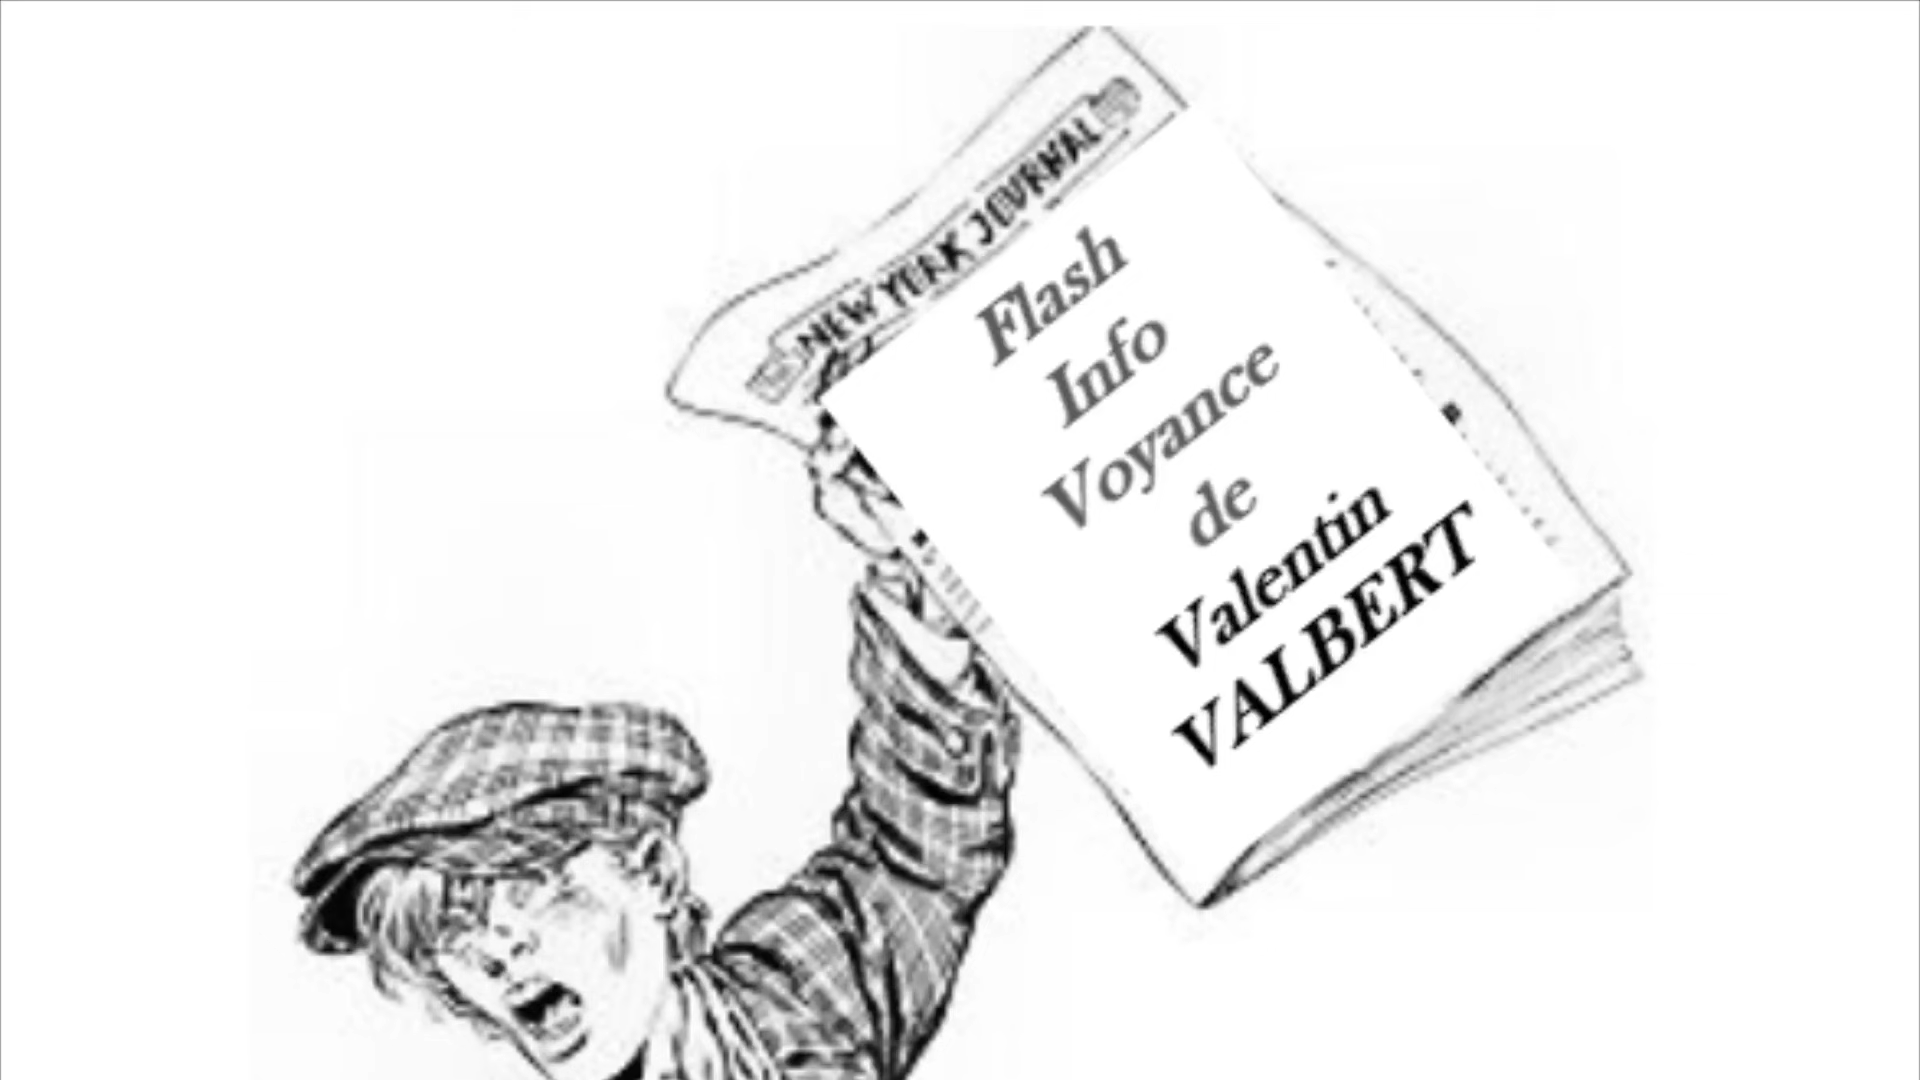 NEW YORK JOURNAL
Flash
Info
Voyance
de
Valentin
VALBERT